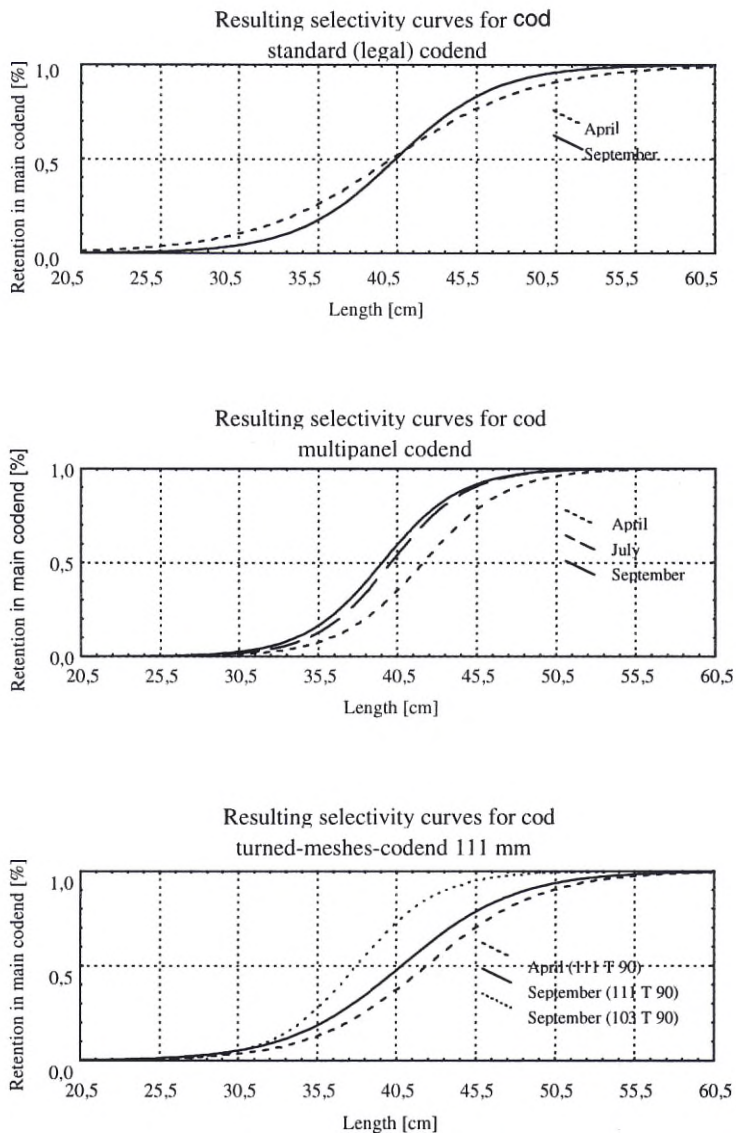 Resulting selectivity curves for cod
standard (legal) codend
Retention in main codend [%]
1,0
0,5
0,0
April
September
20,5 25,5 30,5 35,5 40,5 45,5 50,5 55,5 60,5
Length [cm]
Resulting selectivity curves for cod
multipanel codend
Retention in main codend [%]
1,0
0,5
0,0
April
July
September
20,5 25,5 30,5 35,5 40,5 45,5 50,5 55,5 60,5
Length [cm]
Resulting selectivity curves for cod
turned-meshes-codend 111 mm
Retention in main codend [%]
1,0
0,5
0,0
April (111 T 90)
September (111 T 90)
September (103 T 90)
20,5 25,5 30,5 35,5 40,5 45,5 50,5 55,5 60,5
Length [cm]